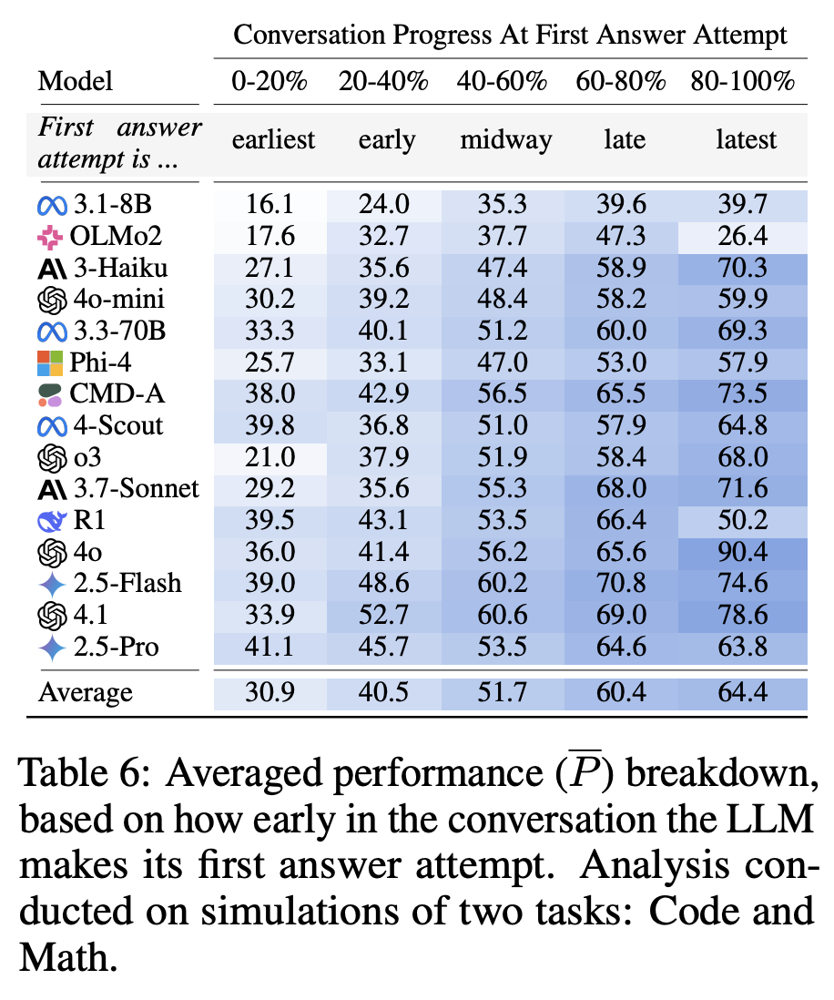 Conversation Progress At First Answer Attempt
Model 0-20% 20-40% 40-60% 60-80% 80-100%
First answer
attempt is ... earliest early midway late latest
3.1-8B 16.1 24.0 35.3 39.6 39.7
OLMo2 17.6 32.7 37.7 47.3 26.4
3-Haiku 27.1 35.6 47.4 58.9 70.3
4o-mini 30.2 39.2 48.4 58.2 59.9
3.3-70B 33.3 40.1 51.2 60.0 69.3
Phi-4 25.7 33.1 47.0 53.0 57.9
CMD-A 38.0 42.9 56.5 65.5 73.5
4-Scout 39.8 36.8 51.0 57.9 64.8
o3 21.0 37.9 51.9 58.4 68.0
3.7-Sonnet 29.2 35.6 55.3 68.0 71.6
R1 39.5 43.1 53.5 66.4 50.2
4o 36.0 41.4 56.2 65.6 90.4
2.5-Flash 39.0 48.6 60.2 70.8 74.6
4.1 33.9 52.7 60.6 69.0 78.6
2.5-Pro 41.1 45.7 53.5 64.6 63.8
Average 30.9 40.5 51.7 60.4 64.4
Table 6: Averaged performance (P̅) breakdown,
based on how early in the conversation the LLM
makes its first answer attempt. Analysis con-
ducted on simulations of two tasks: Code and
Math.